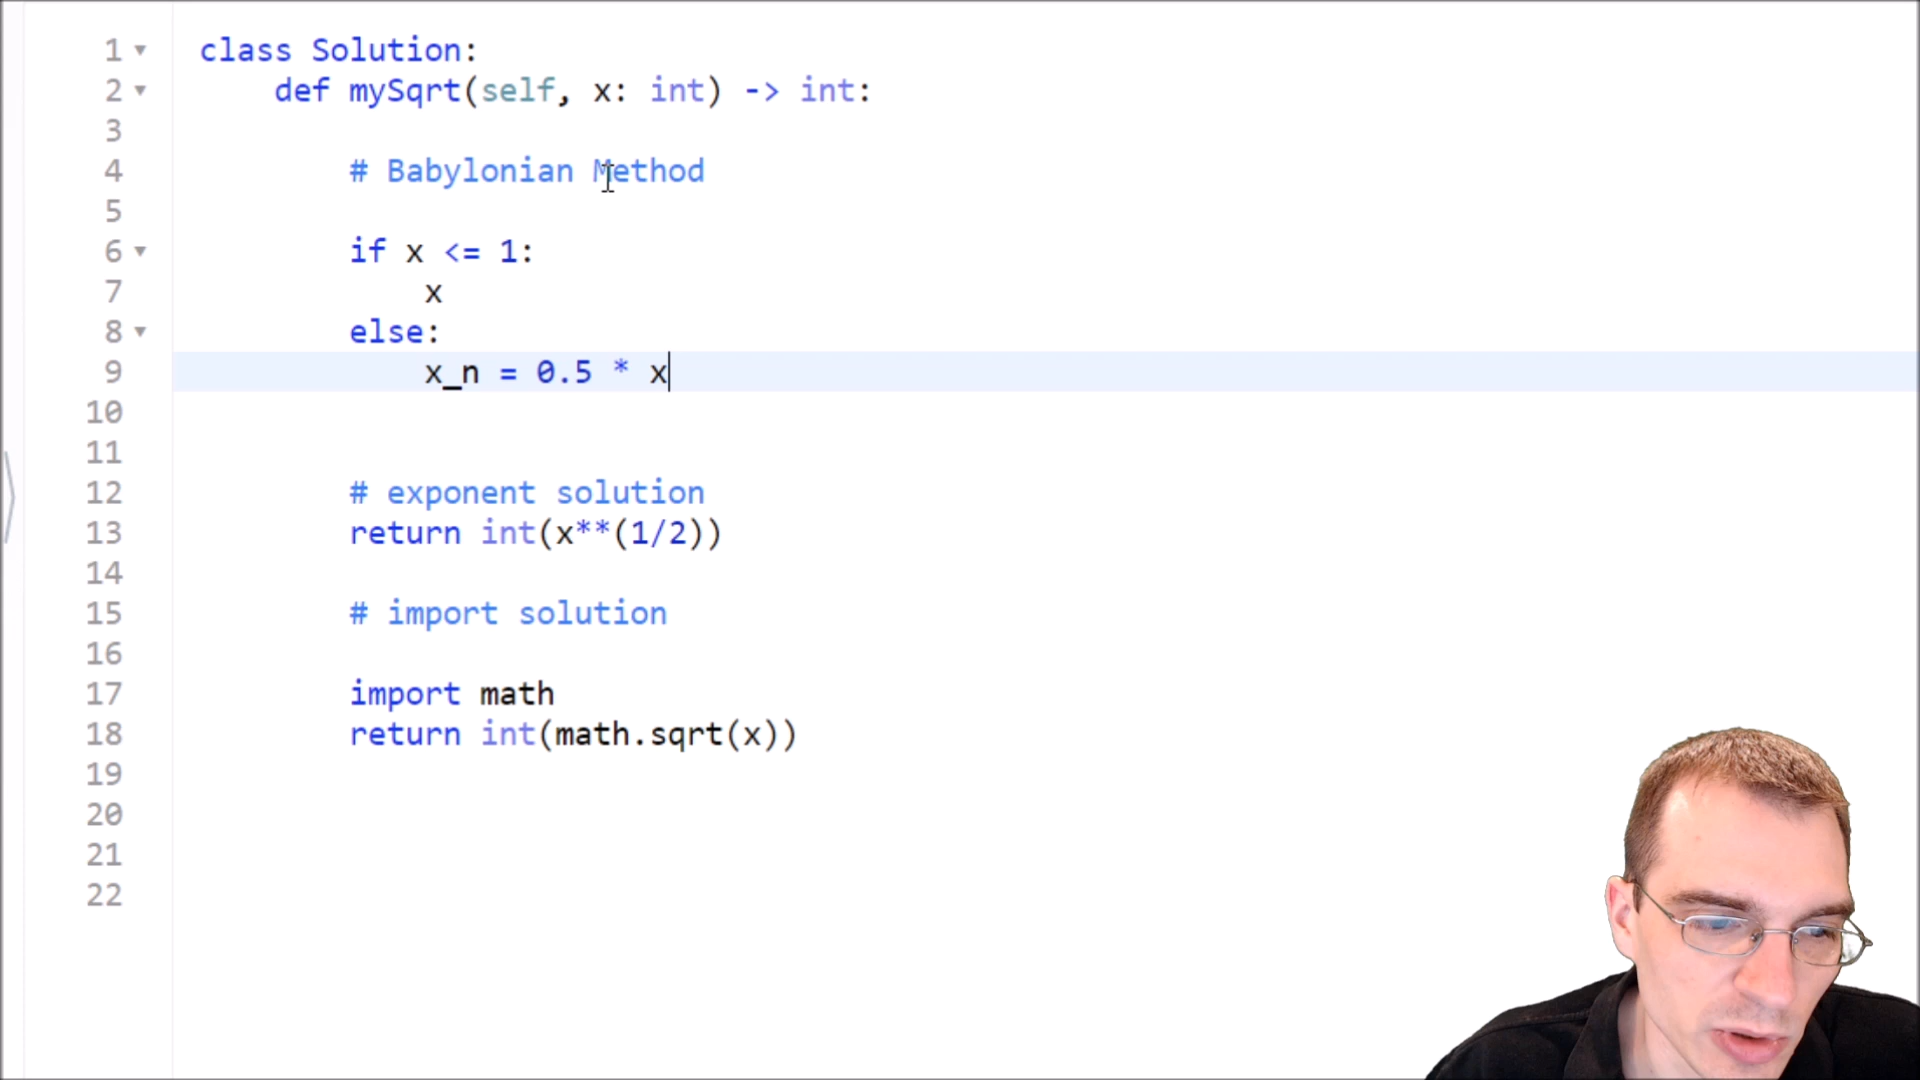 1 class Solution:
2 def mySqrt(self, x: int) -> int:
3
4 # Babylonian Method
5
6 if x <= 1:
7 x
8 else:
9 x_n = 0.5 * x
10
11
12 # exponent solution
13 return int(x**(1/2))
14
15 # import solution
16
17 import math
18 return int(math.sqrt(x))
19
20
21
22